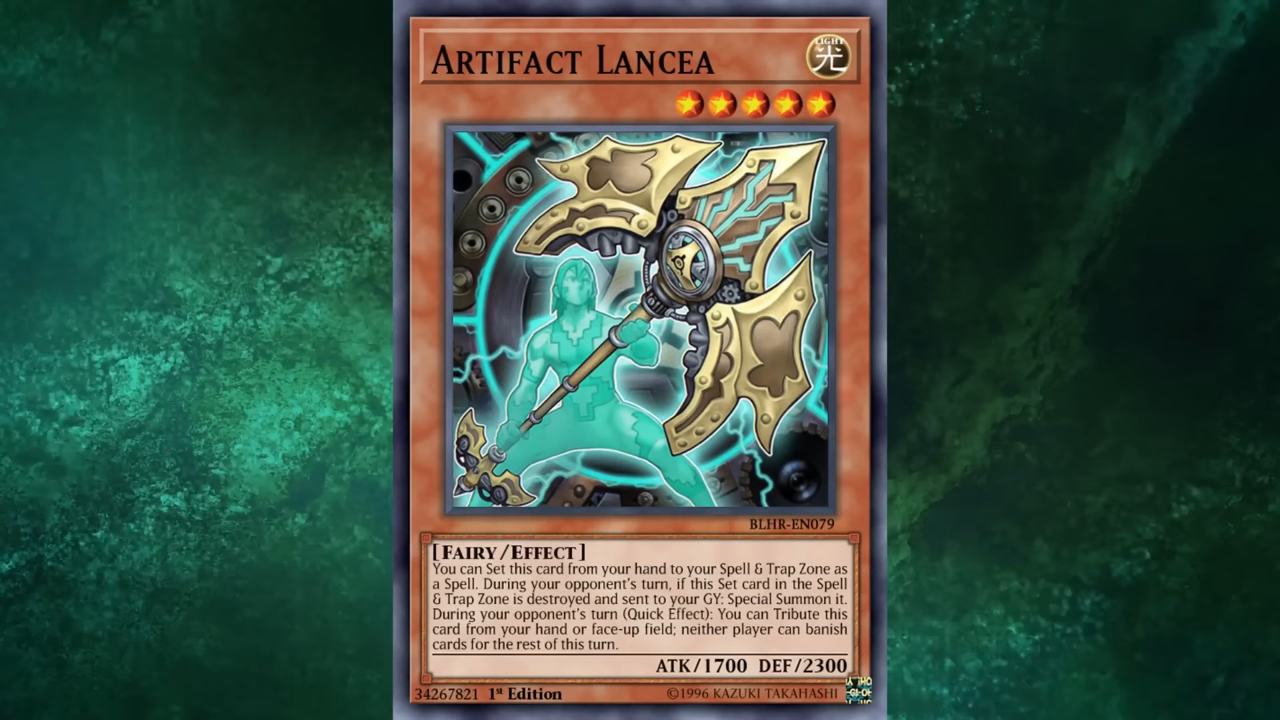 Artifact Lancea
LIGHT
光
BLHR-EN079
[Fairy/Effect]
You can Set this card from your hand to your Spell & Trap Zone as
a Spell. During your opponent's turn, if this Set card in the Spell
& Trap Zone is destroyed and sent to your GY: Special Summon it.
During your opponent's turn (Quick Effect): You can Tribute this
card from your hand or face-up field; neither player can banish
cards for the rest of this turn.
ATK/1700 DEF/2300
34267821 1st Edition ©1996 KAZUKI TAKAHASHI